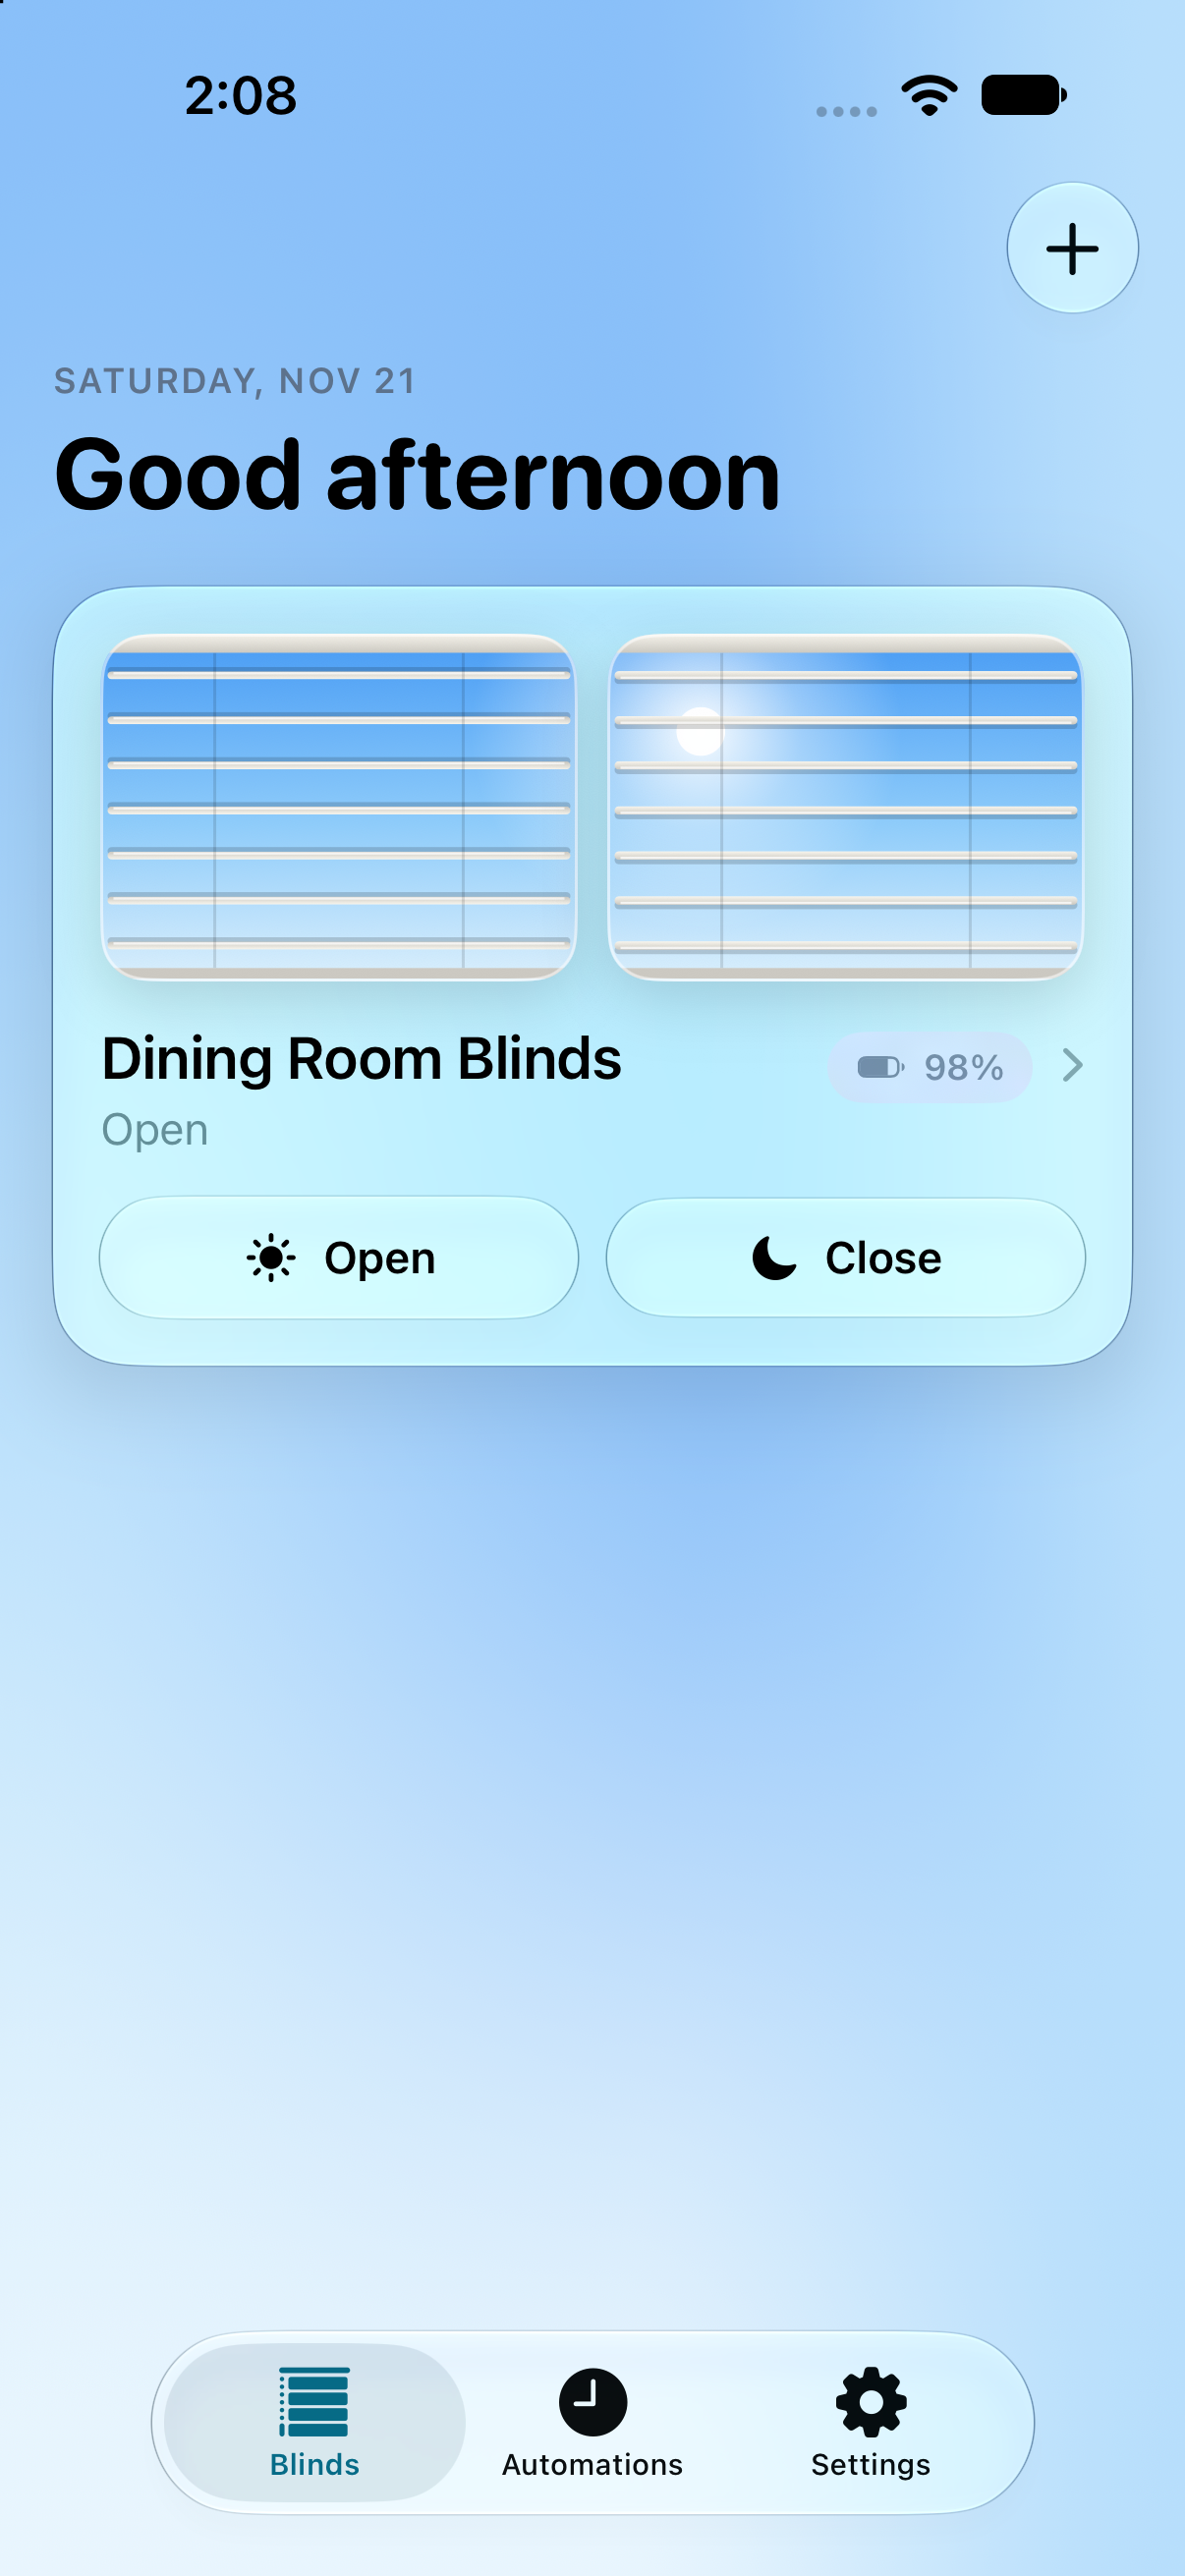 2:08
SATURDAY, NOV 21
Good afternoon
Dining Room Blinds
98%
Open
Open
Close
Blinds
Automations
Settings